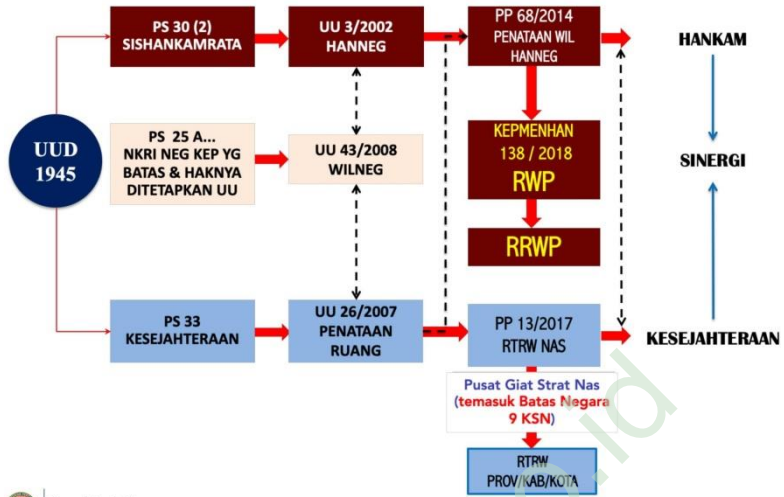 UUD
1945
PS 30 (2)
SISHANKAMRATA
UU 3/2002
HANNEG
PP 68/2014
PENATAAN WIL
HANNEG
HANKAM
PS 25 A...
NKRI NEG KEP YG
BATAS & HAKNYA
DITETAPKAN UU
UU 43/2008
WILNEG
KEPMENHAN
138 / 2018
RWP
SINERGI
RRWP
PS 33
KESEJAHTERAAN
UU 26/2007
PENATAAN
RUANG
PP 13/2017
RTRW NAS
KESEJAHTERAAN
Pusat Giat Strat Nas
(temasuk Batas Negara
9 KSN)
RTRW
PROV/KAB/KOTA
.id